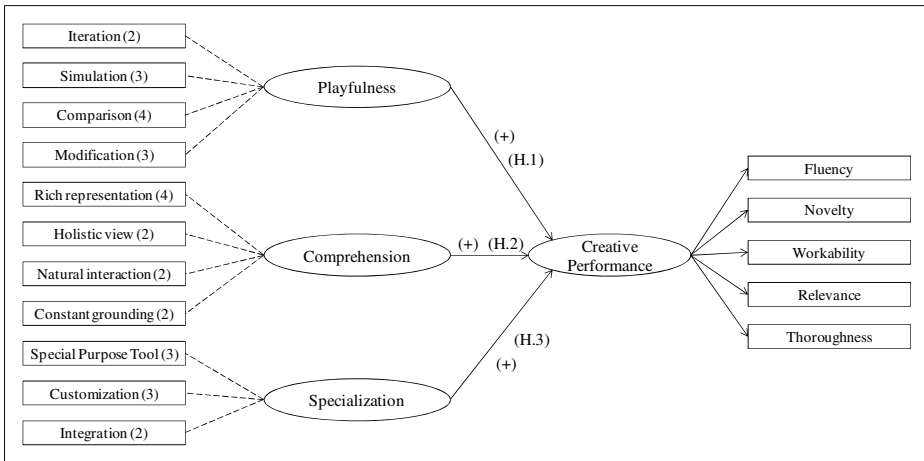 Iteration (2)
Simulation (3)
Comparison (4)
Modification (3)
Rich representation (4)
Holistic view (2)
Natural interaction (2)
Constant grounding (2)
Special Purpose Tool (3)
Customization (3)
Integration (2)
Playfulness
Comprehension
Specialization
(+)
(H.1)
(+) (H.2)
(H.3)
(+)
Creative
Performance
Fluency
Novelty
Workability
Relevance
Thoroughness